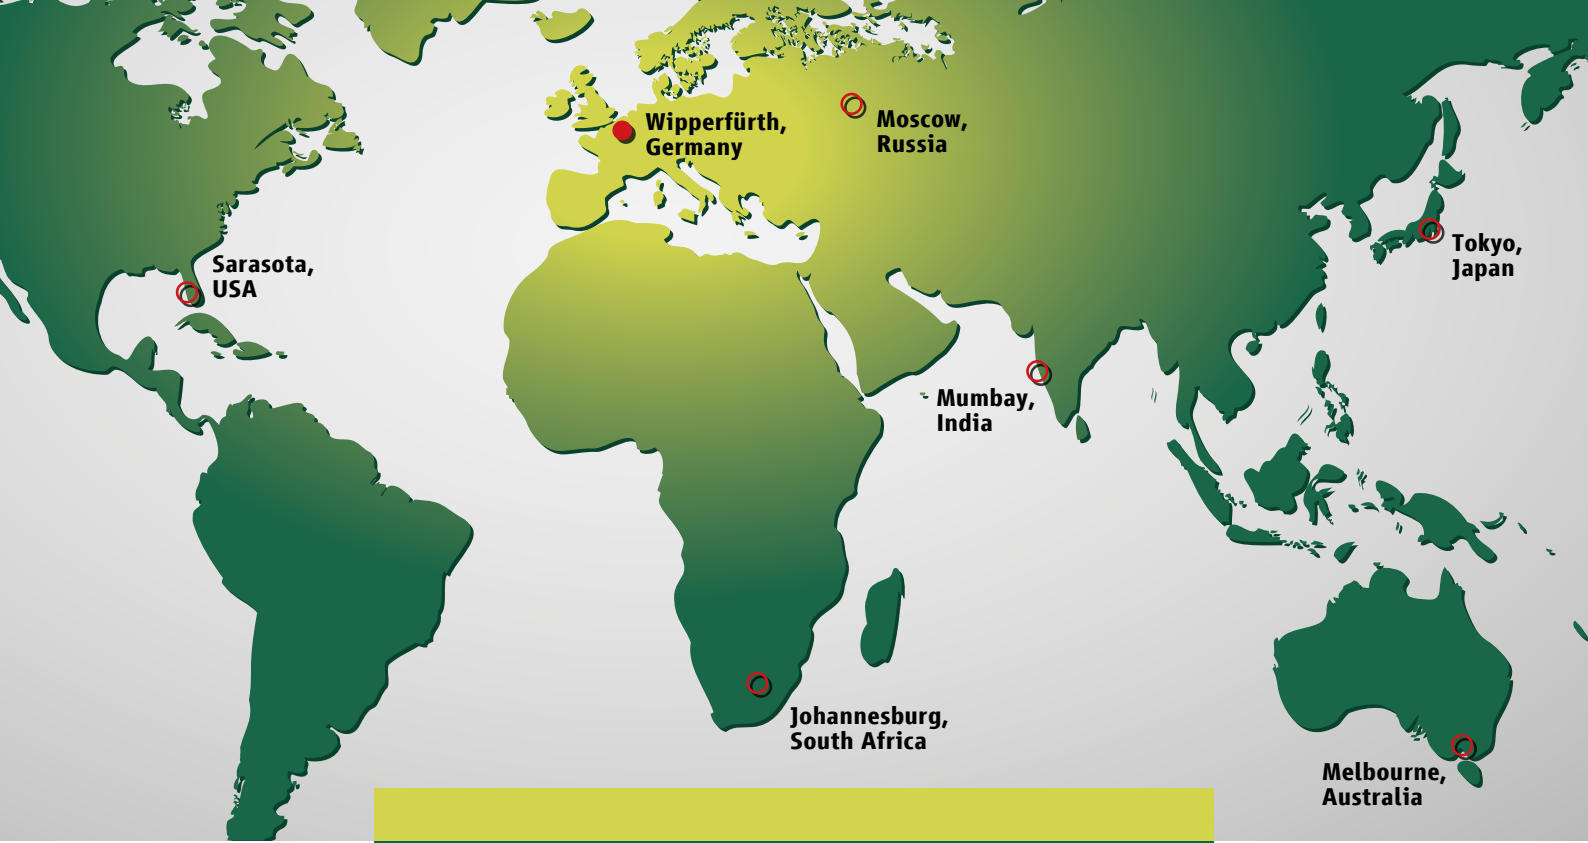 Wipperfürth,
Germany
Moscow,
Russia
Tokyo,
Japan
Sarasota,
USA
Mumbay,
India
Johannesburg,
South Africa
Melbourne,
Australia